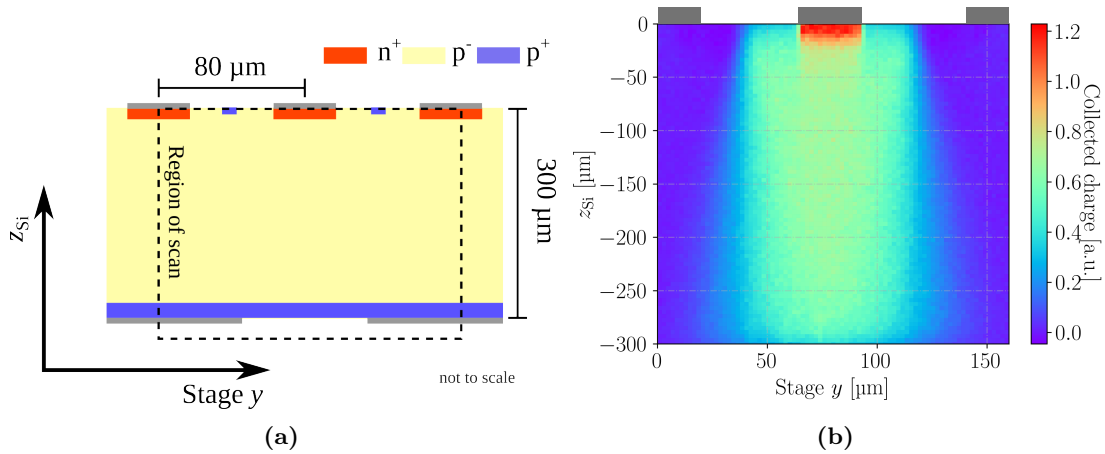 n⁺ p⁻ p⁺
80 µm
Region of scan
300 µm
z_Si
Stage y
not to scale
(a)
0
−50
−100
−150
−200
−250
−300
z_Si [µm]
0 50 100 150
Stage y [µm]
1.2
1.0
0.8
0.6
0.4
0.2
0.0
Collected charge [a.u.]
(b)